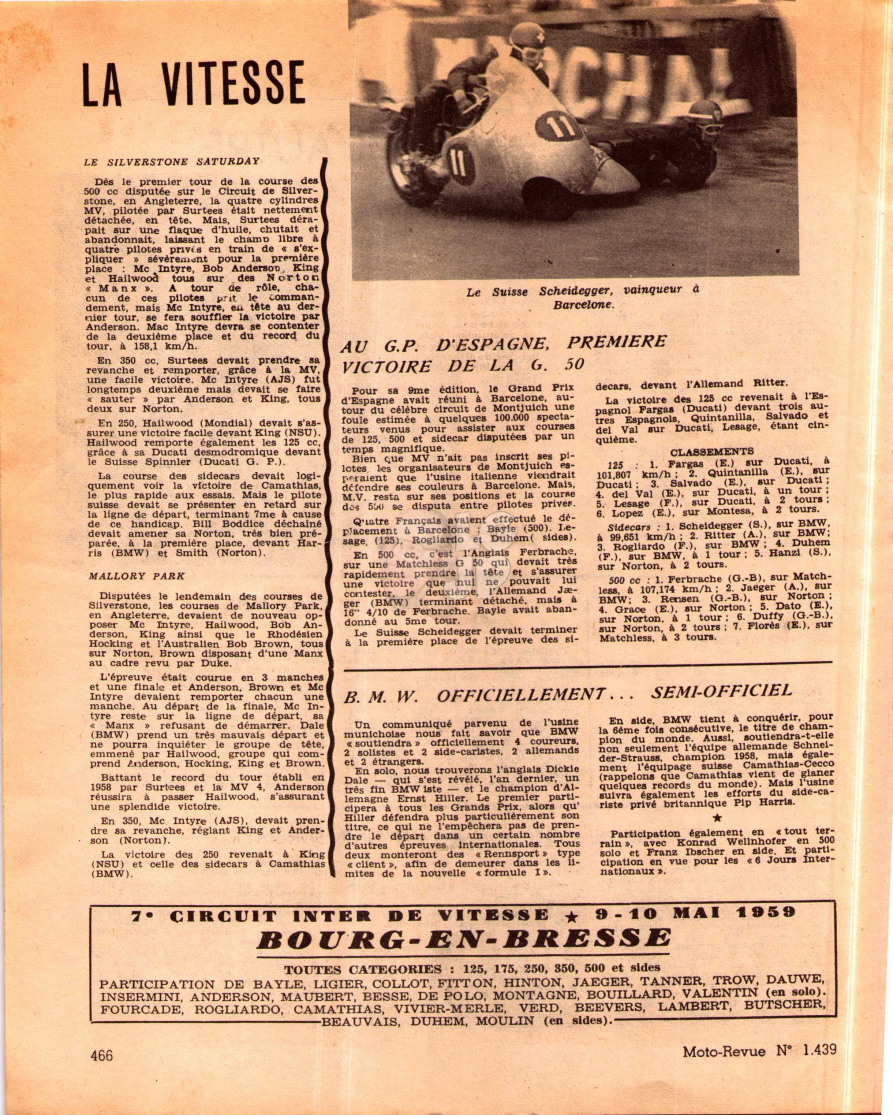 LA VITESSE
MARCHAL
11
11
Le Suisse Scheidegger, vainqueur à
Barcelone.
LE SILVERSTONE SATURDAY
Dès le premier tour de la course des
500 cc disputée sur le Circuit de Silver-
stone, en Angleterre, la quatre cylindres
MV, pilotée par Surtees était nettement
détachée, en tête. Mais, Surtees déra-
pait sur une flaque d'huile, chutait et
abandonnait, laissant le champ libre à
quatre pilotes privés en train de « s'ex-
pliquer » sévèrement pour la première
place : Mc Intyre, Bob Anderson, King
et Hailwood tous sur des Norton
« Manx ». A tour de rôle, cha-
cun de ces pilotes prit le comman-
dement, mais Mc Intyre, en tête au der-
nier tour, se fera souffler la victoire par
Anderson. Mac Intyre devra se contenter
de la deuxième place et du record du
tour, à 158,1 km/h.
En 350 cc, Surtees devait prendre sa
revanche et remporter, grâce à la MV,
une facile victoire. Mc Intyre (AJS) fut
longtemps deuxième mais devait se faire
« sauter » par Anderson et King, tous
deux sur Norton.
En 250, Hailwood (Mondial) devait s'as-
surer une victoire facile devant King (NSU).
Hailwood remporte également les 125 cc,
grâce à sa Ducati desmodromique devant
le Suisse Spinnler (Ducati G. P.).
La course des sidecars devait logi-
quement voir la victoire de Camathias,
le plus rapide aux essais. Mais le pilote
suisse devait se présenter en retard sur
la ligne de départ, terminant 7me à cause
de ce handicap. Bill Boddice déchainé
devait amener sa Norton, très bien pré-
parée, à la première place, devant Har-
ris (BMW) et Smith (Norton).
MALLORY PARK
Disputées le lendemain des courses de
Silverstone, les courses de Mallory Park,
en Angleterre, devaient de nouveau op-
poser Mc Intyre, Hailwood, Bob An-
derson, King ainsi que le Rhodésien
Hocking et l'Australien Bob Brown, tous
sur Norton, Brown disposant d'une Manx
au cadre revu par Duke.
L'épreuve était courue en 3 manches
et une finale et Anderson, Brown et Mc
Intyre devaient remporter chacun une
manche. Au départ de la finale, Mc In-
tyre reste sur la ligne de départ, sa
« Manx » refusant de démarrer. Dale
(BMW) prend un très mauvais départ et
ne pourra inquiéter le groupe de tête,
emmené par Hailwood, groupe qui com-
prend Anderson, Hocking, King et Brown.
Battant le record du tour établi en
1958 par Surtees et la MV 4, Anderson
réussira à passer Hailwood, s'assurant
une splendide victoire.
En 350, Mc Intyre (AJS), devait pren-
dre sa revanche, réglant King et Ander-
son (Norton).
La victoire des 250 revenait à King
(NSU) et celle des sidecars à Camathias
(BMW).
AU G.P. D'ESPAGNE, PREMIERE
VICTOIRE DE LA G. 50
Pour sa 9me édition, le Grand Prix
d'Espagne avait réuni à Barcelone, au-
tour du célèbre circuit de Montjuich une
foule estimée à quelques 100.000 specta-
teurs venus pour assister aux courses
de 125, 500 et sidecar disputées par un
temps magnifique.
Bien que MV n'ait pas inscrit ses pi-
lotes, les organisateurs de Montjuich es-
péraient que l'usine italienne viendrait
défendre ses couleurs à Barcelone. Mais,
M.V. resta sur ses positions et la course
des 500 se disputa entre pilotes privés.
Quatre Français avaient effectué le dé-
placement à Barcelone : Bayle (500), Le-
sage, (125), Rogliardo et Duhem( sides).
En 500 cc, c'est l'Anglais Ferbrache,
sur une Matchless G 50 qui devait très
rapidement prendre la tête et s'assurer
une victoire que nul ne pouvait lui
contester, le deuxième, l'Allemand Jæ-
ger (BMW) terminant détaché, mais à
16" 4/10 de Ferbrache. Bayle avait aban-
donné au 5me tour.
Le Suisse Scheidegger devait terminer
à la première place de l'épreuve des si-
decars, devant l'Allemand Ritter.
La victoire des 125 cc revenait à l'Es-
pagnol Fargas (Ducati) devant trois au-
tres Espagnols, Quintanilla, Salvado et
del Val sur Ducati, Lesage, étant cin-
quième.
CLASSEMENTS
125 : 1. Fargas (E.) sur Ducati, à
101,807 km/h ; 2. Quintanilla (E.), sur
Ducati ; 3. Salvado (E.), sur Ducati ;
4. del Val (E.), sur Ducati, à un tour ;
5. Lesage (F.), sur Ducati, à 2 tours ;
6. Lopez (E.), sur Montesa, à 2 tours.
Sidecars : 1. Scheidegger (S.), sur BMW,
à 99,651 km/h ; 2. Ritter (A.), sur BMW;
3. Rogliardo (F.), sur BMW ; 4. Duhem
(F.), sur BMW, à 1 tour ; 5. Hanzi (S.),
sur Norton, à 2 tours.
500 cc : 1. Ferbrache (G.-B), sur Match-
less, à 107,174 km/h ; 2. Jaeger (A.), sur
BMW; 3. Rensen (G.-B.), sur Norton ;
4. Grace (E.), sur Norton ; 5. Dato (E.),
sur Norton, à 1 tour ; 6. Duffy (G.-B.),
sur Norton, à 2 tours ; 7. Florès (E.), sur
Matchless, à 3 tours.
B. M. W. OFFICIELLEMENT... SEMI-OFFICIEL
Un communiqué parvenu de l'usine
munichoise nous fait savoir que BMW
« soutiendra » officiellement 4 coureurs,
2 solistes et 2 side-caristes, 2 allemands
et 2 étrangers.
En solo, nous trouverons l'anglais Dickie
Dale — qui s'est révélé, l'an dernier, un
très fin BMW iste — et le champion d'Al-
lemagne Ernst Hiller. Le premier parti-
cipera à tous les Grands Prix, alors qu'
Hiller défendra plus particulièrement son
titre, ce qui ne l'empêchera pas de pren-
dre le départ dans un certain nombre
d'autres épreuves internationales. Tous
deux monteront des « Rennsport » type
« client », afin de demeurer dans les li-
mites de la nouvelle « formule I ».
En side, BMW tient à conquérir, pour
la 6ème fois consécutive, le titre de cham-
pion du monde. Aussi, soutiendra-t-elle
non seulement l'équipe allemande Schnei-
der-Strauss, champion 1958, mais égale-
ment l'équipage suisse Camathias-Cecco
(rappelons que Camathias vient de glaner
quelques records du monde). Mais l'usine
suivra également les efforts du side-ca-
riste privé britannique Pip Harris.
★
Participation également en « tout ter-
rain », avec Konrad Wellnhofer en 500
solo et Franz Ibscher en side. Et parti-
cipation en vue pour les « 6 Jours Inter-
nationaux ».
7e CIRCUIT INTER DE VITESSE ★ 9-10 MAI 1959
BOURG-EN-BRESSE
TOUTES CATEGORIES : 125, 175, 250, 350, 500 et sides
PARTICIPATION DE BAYLE, LIGIER, COLLOT, FITTON, HINTON, JAEGER, TANNER, TROW, DAUWE,
INSERMINI, ANDERSON, MAUBERT, BESSE, DE POLO, MONTAGNE, BOUILLARD, VALENTIN (en solo).
FOURCADE, ROGLIARDO, CAMATHIAS, VIVIER-MERLE, VERD, BEEVERS, LAMBERT, BUTSCHER,
BEAUVAIS, DUHEM, MOULIN (en sides).
466
Moto-Revue N° 1.439